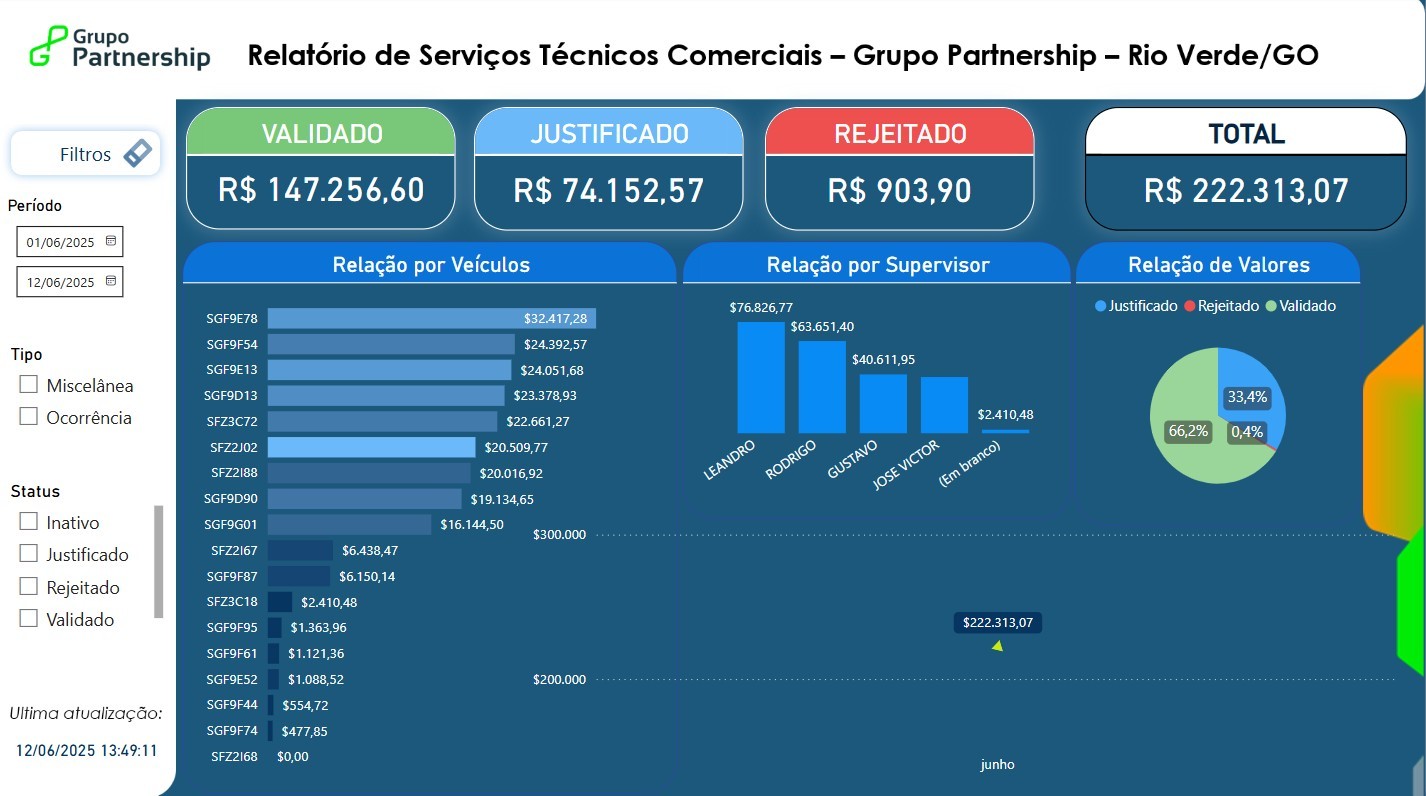 Grupo
Partnership
Relatório de Serviços Técnicos Comerciais – Grupo Partnership – Rio Verde/GO
Filtros
Período
01/06/2025
12/06/2025
Tipo
Miscelânea
Ocorrência
Status
Inativo
Justificado
Rejeitado
Validado
Ultima atualização:
12/06/2025 13:49:11
VALIDADO
R$ 147.256,60
JUSTIFICADO
R$ 74.152,57
REJEITADO
R$ 903,90
TOTAL
R$ 222.313,07
Relação por Veículos
SGF9E78 $32.417,28
SGF9F54 $24.392,57
SGF9E13 $24.051,68
SGF9D13 $23.378,93
SFZ3C72 $22.661,27
SFZ2J02 $20.509,77
SFZ2I88 $20.016,92
SGF9D90 $19.134,65
SGF9G01 $16.144,50
SFZ2I67 $6.438,47
SGF9F87 $6.150,14
SFZ3C18 $2.410,48
SGF9F95 $1.363,96
SGF9F61 $1.121,36
SGF9E52 $1.088,52
SGF9F44 $554,72
SGF9F74 $477,85
SFZ2I68 $0,00
Relação por Supervisor
$76.826,77
$63.651,40
$40.611,95
$2.410,48
LEANDRO
RODRIGO
GUSTAVO
JOSE VICTOR
(Em branco)
Relação de Valores
Justificado Rejeitado Validado
33,4%
66,2%
0,4%
$300.000
$222.313,07
$200.000
junho